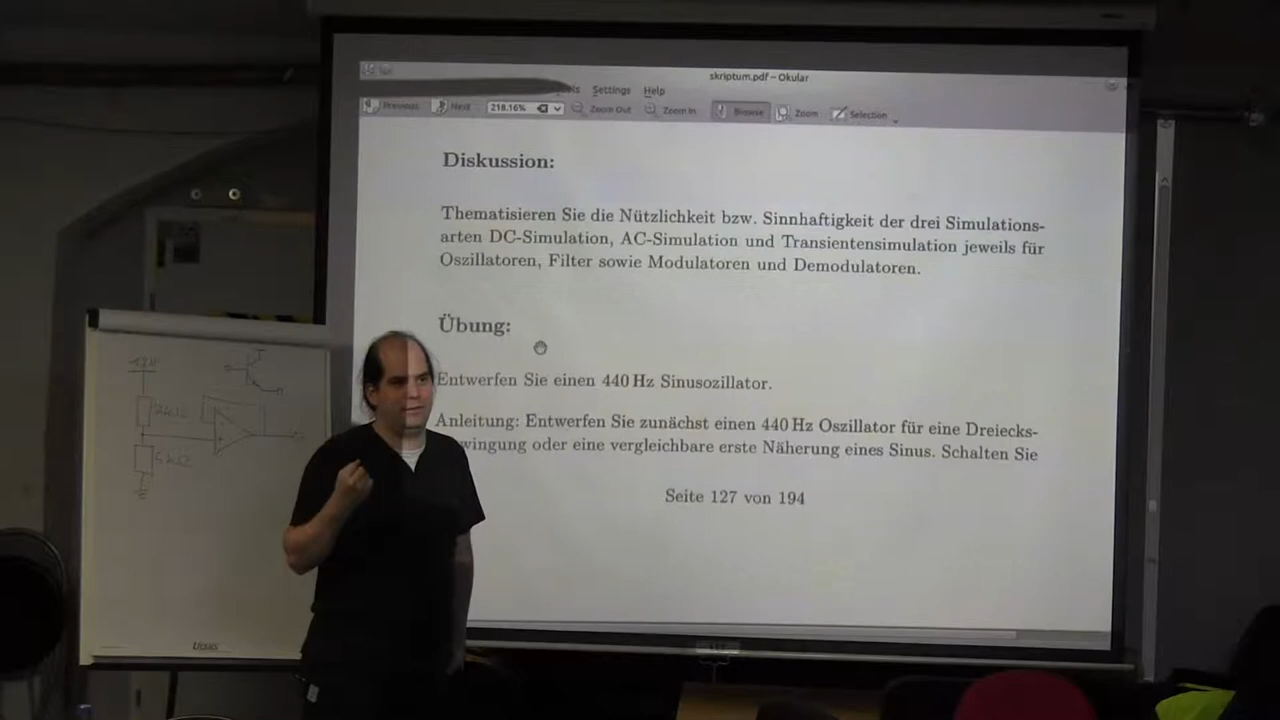 skriptum.pdf – Okular
Settings Help
Previous Next 218.16% Zoom Out Zoom In Browse Zoom Selection
Diskussion:
Thematisieren Sie die Nützlichkeit bzw. Sinnhaftigkeit der drei Simulations-
arten DC-Simulation, AC-Simulation und Transientensimulation jeweils für
Oszillatoren, Filter sowie Modulatoren und Demodulatoren.
Übung:
Entwerfen Sie einen 440 Hz Sinusozillator.
Anleitung: Entwerfen Sie zunächst einen 440 Hz Oszillator für eine Dreiecks-
wingung oder eine vergleichbare erste Näherung eines Sinus. Schalten Sie
Seite 127 von 194